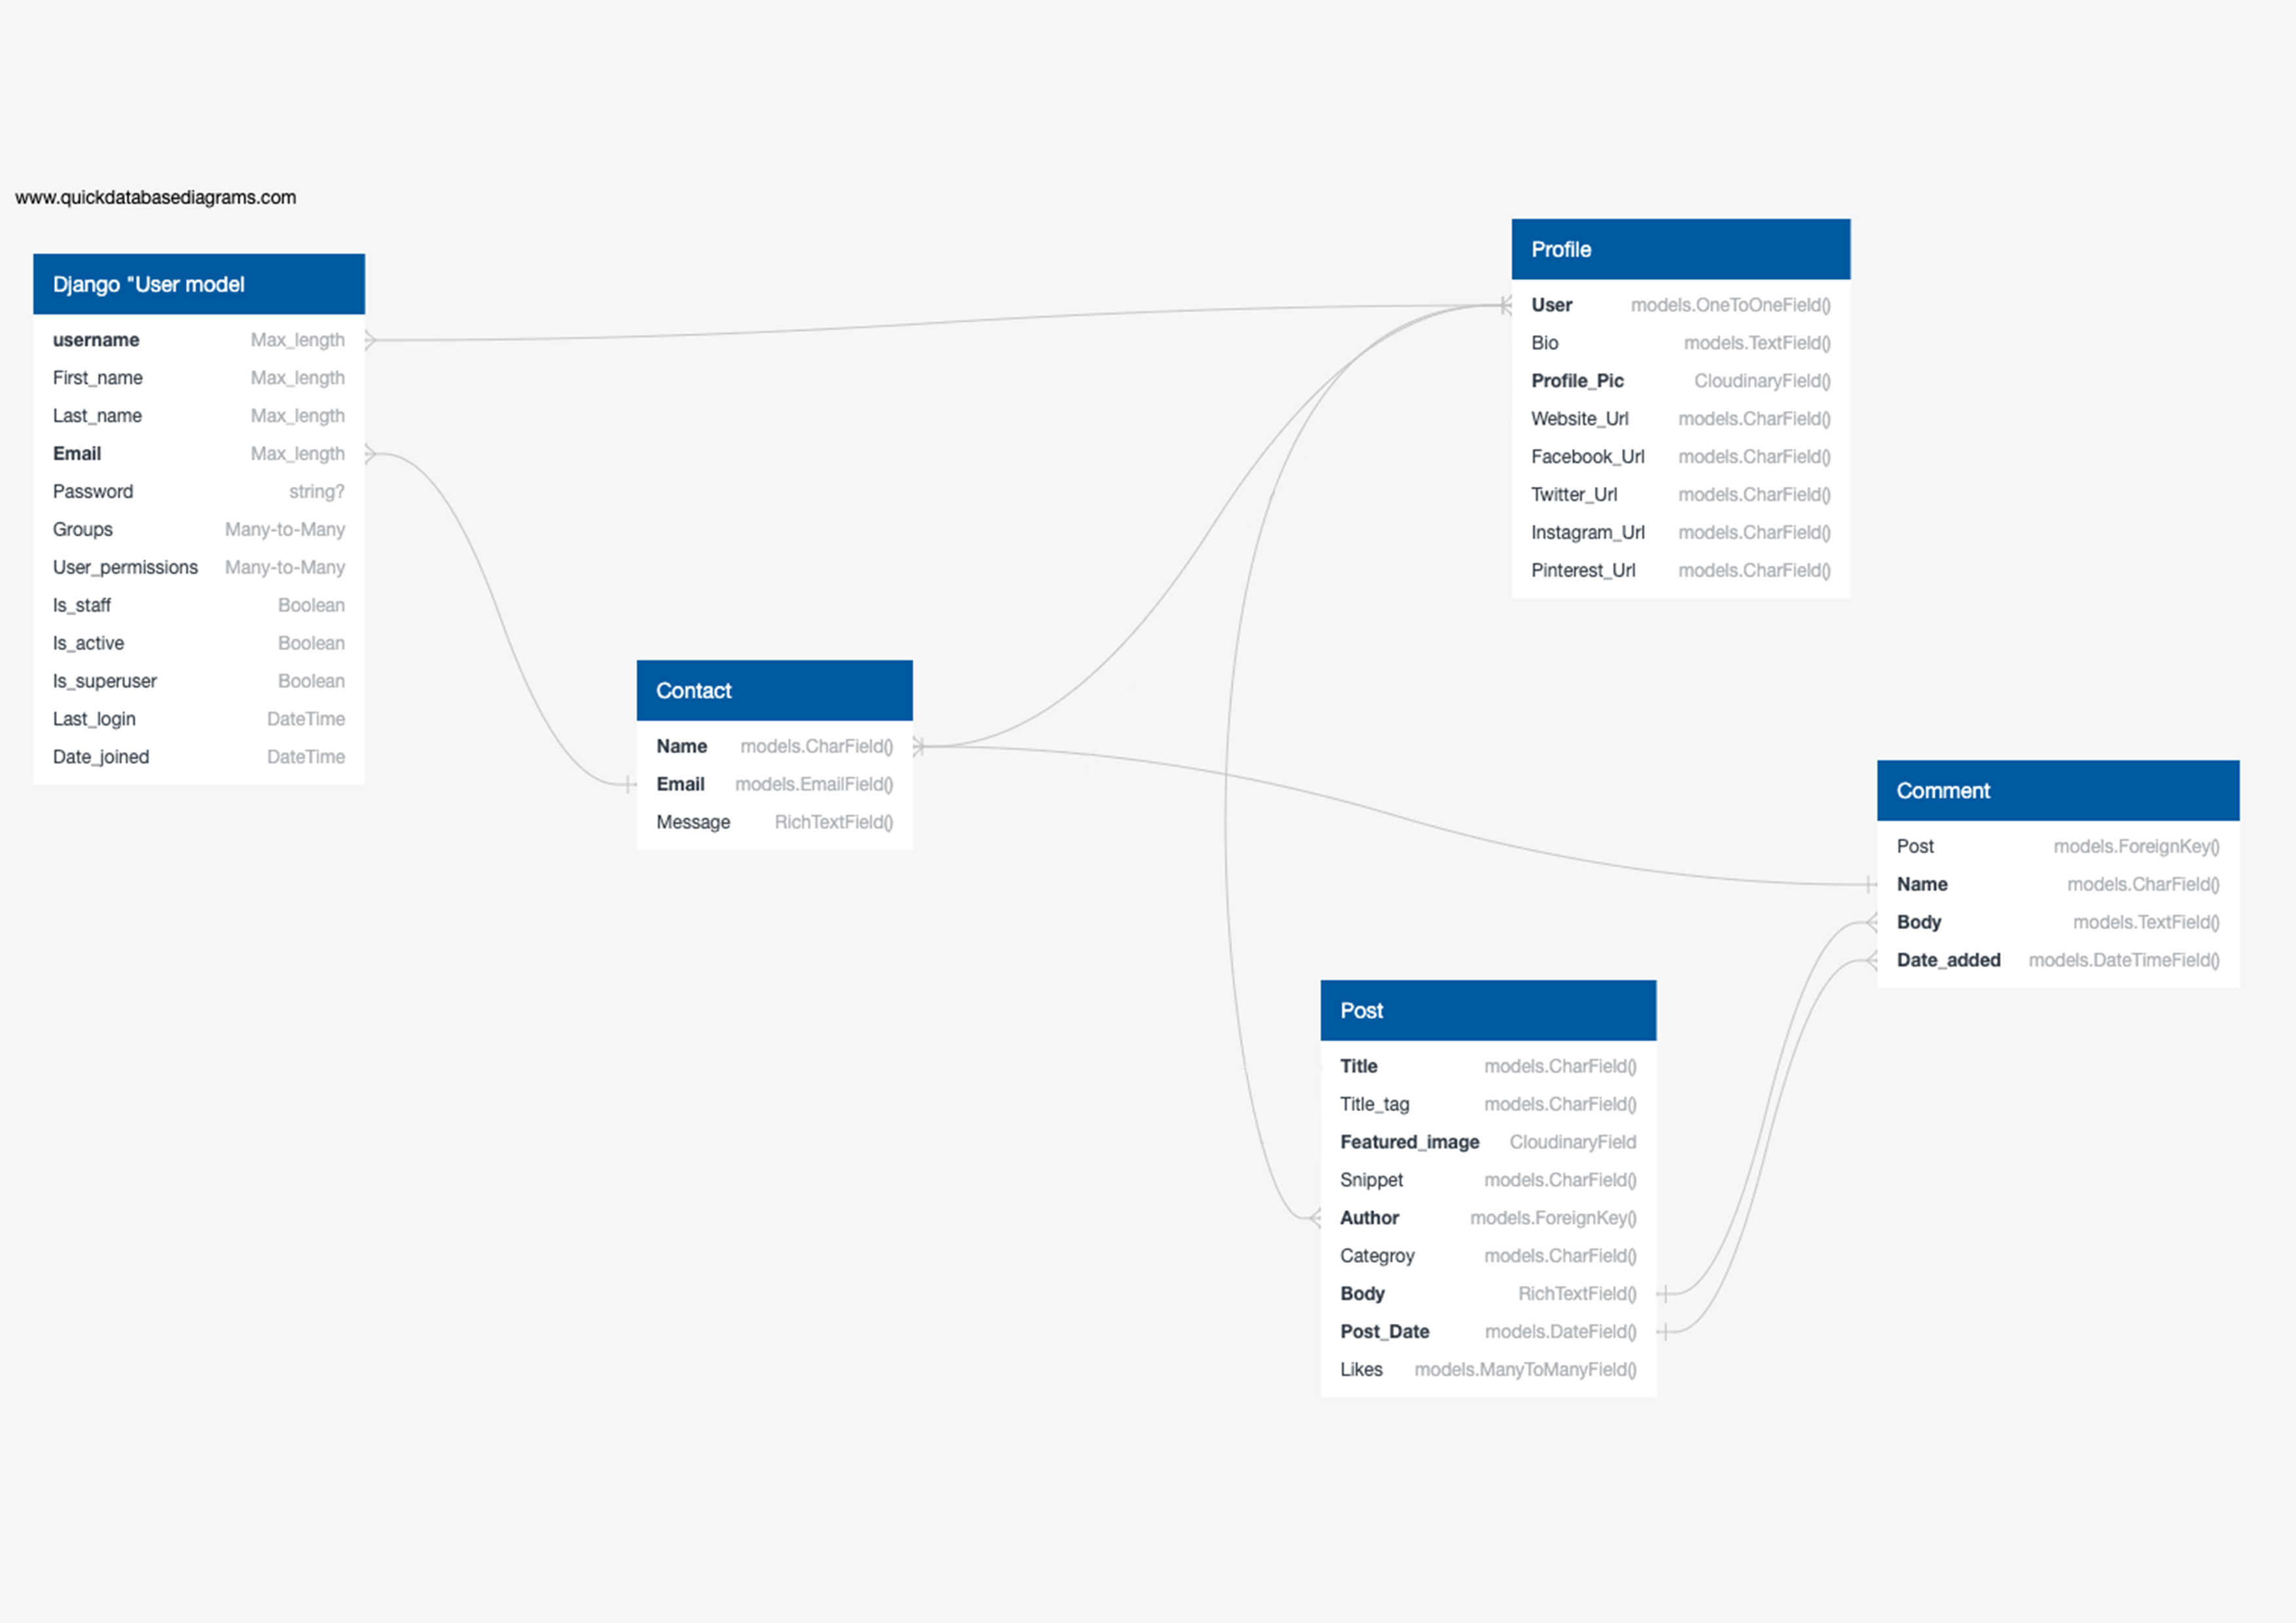 www.quickdatabasediagrams.com
Django "User model
username Max_length
First_name Max_length
Last_name Max_length
Email Max_length
Password string?
Groups Many-to-Many
User_permissions Many-to-Many
Is_staff Boolean
Is_active Boolean
Is_superuser Boolean
Last_login DateTime
Date_joined DateTime
Profile
User models.OneToOneField()
Bio models.TextField()
Profile_Pic CloudinaryField()
Website_Url models.CharField()
Facebook_Url models.CharField()
Twitter_Url models.CharField()
Instagram_Url models.CharField()
Pinterest_Url models.CharField()
Contact
Name models.CharField()
Email models.EmailField()
Message RichTextField()
Comment
Post models.ForeignKey()
Name models.CharField()
Body models.TextField()
Date_added models.DateTimeField()
Post
Title models.CharField()
Title_tag models.CharField()
Featured_image CloudinaryField
Snippet models.CharField()
Author models.ForeignKey()
Categroy models.CharField()
Body RichTextField()
Post_Date models.DateField()
Likes models.ManyToManyField()